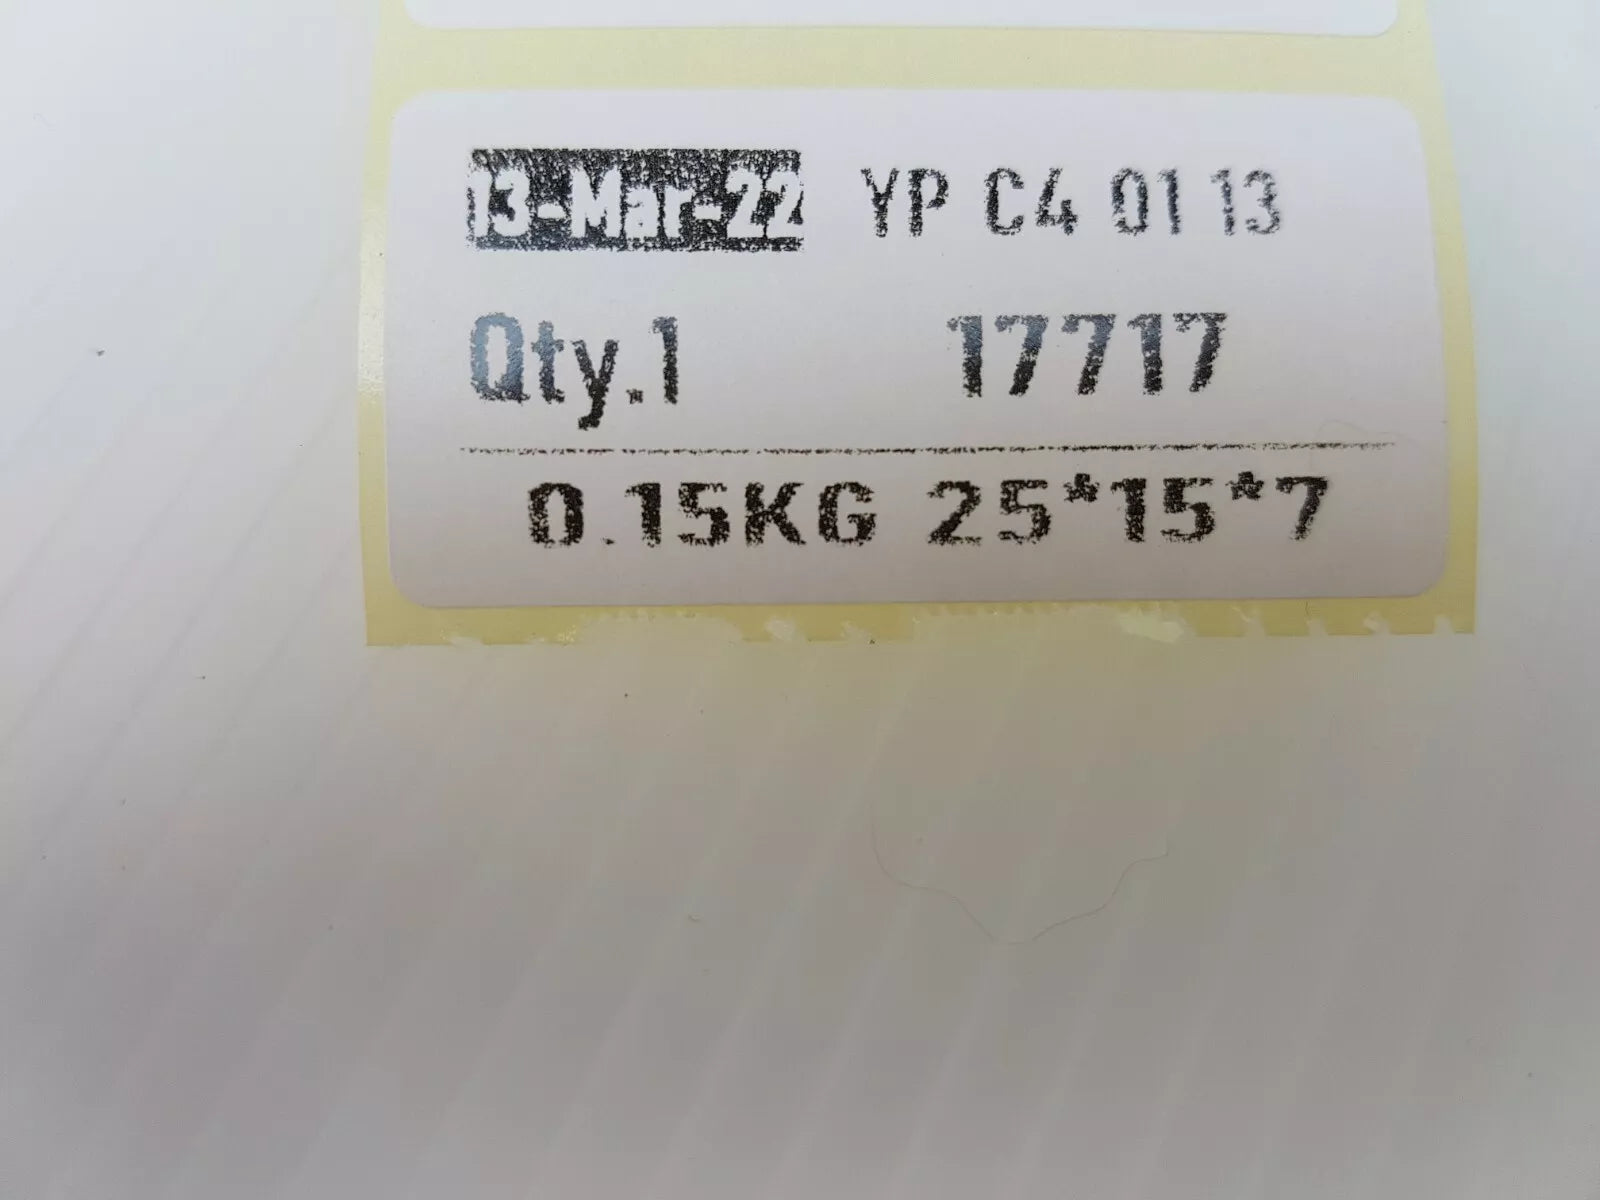 13-Mar-22 YP C4 01 13
Qty.1 17717
0.15KG 25*15*7